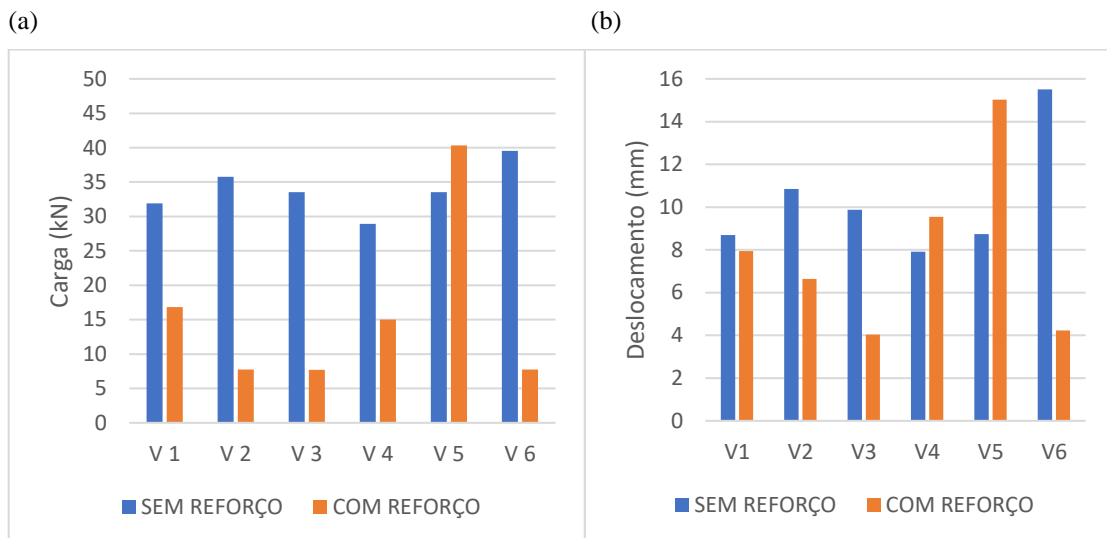 (a)
50
45
40
35
30
25
20
15
10
5
0
Carga (kN)
V 1 V 2 V 3 V 4 V 5 V 6
SEM REFORÇO COM REFORÇO
(b)
16
14
12
10
8
6
4
2
0
Deslocamento (mm)
V1 V2 V3 V4 V5 V6
SEM REFORÇO COM REFORÇO